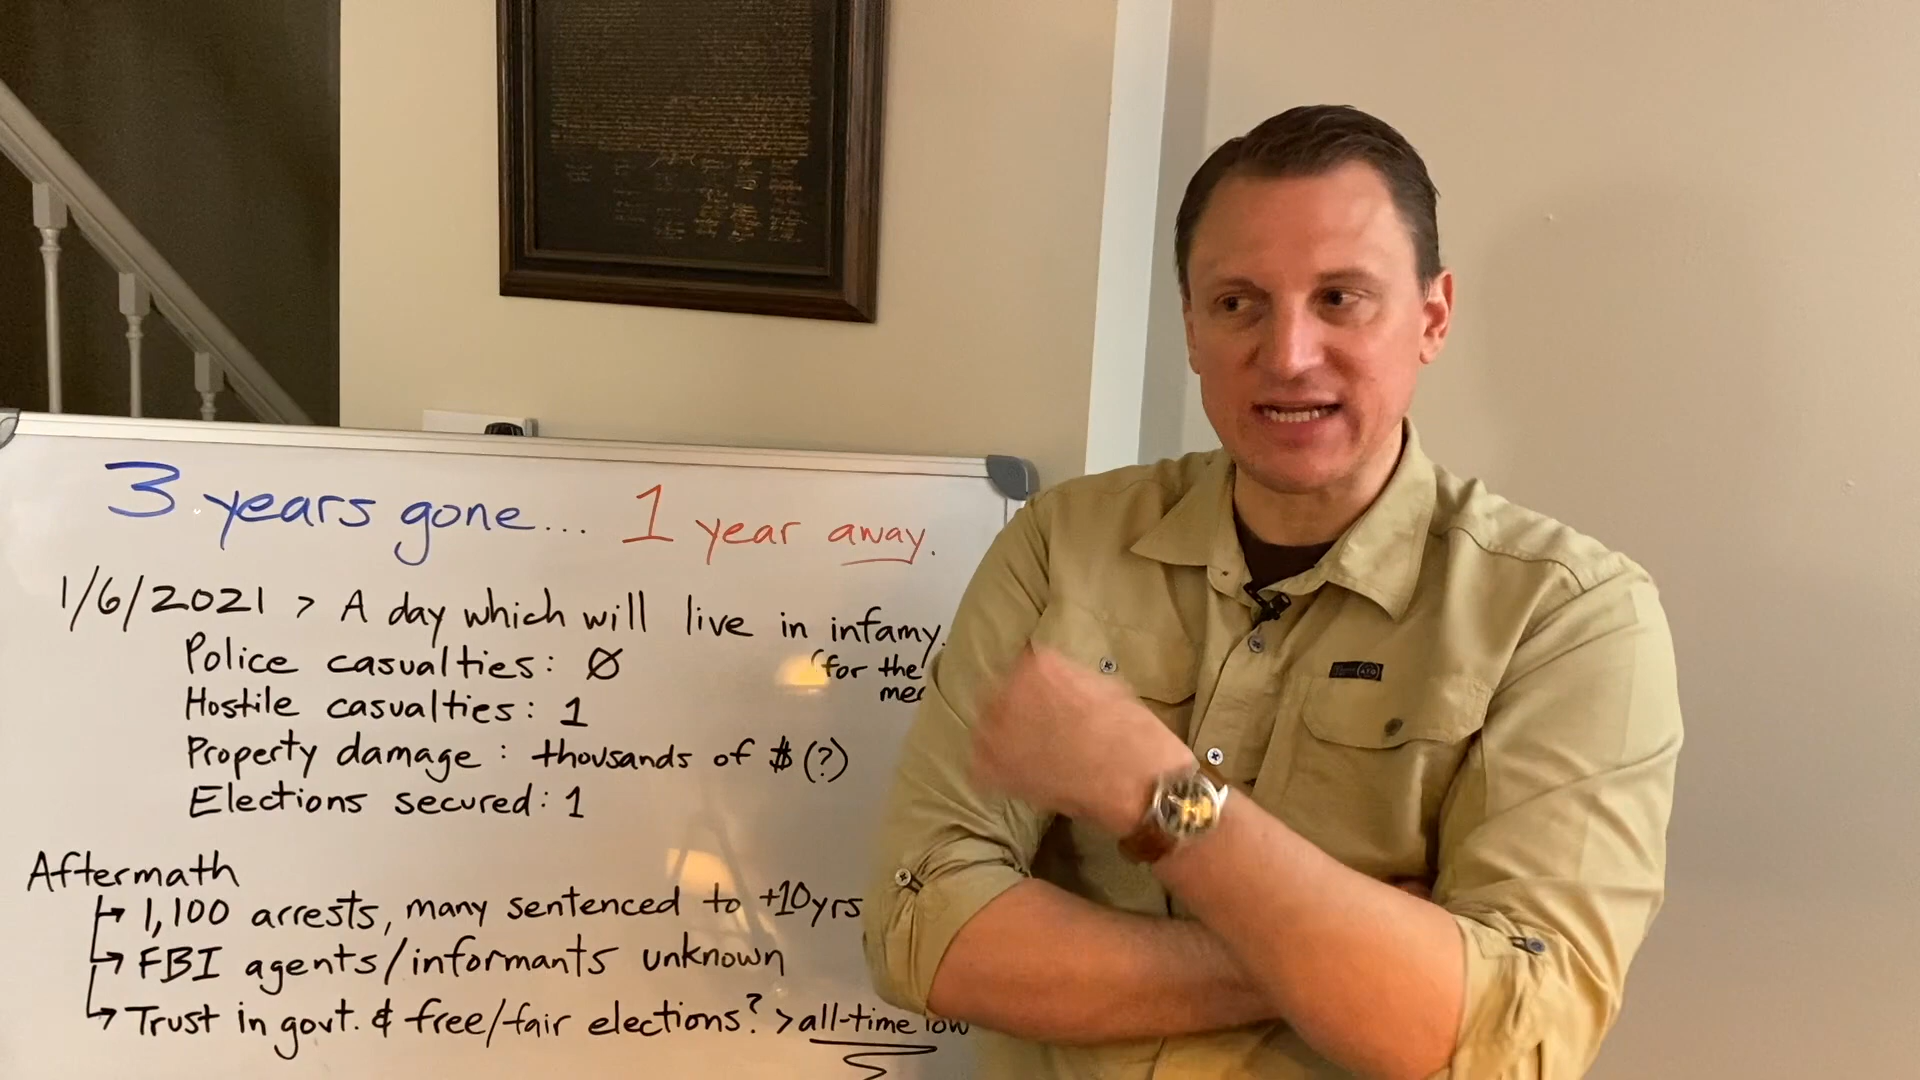 3 years gone... 1 year away.
1/6/2021 > A day which will live in infamy.
(for the
Police casualties: Ø
Hostile casualties: 1
Property damage: thousands of $(?)
Elections secured: 1
Aftermath
↳ 1,100 arrests, many sentenced to +10yrs
↳ FBI agents/informants unknown
↳ Trust in govt. & free/fair elections? > all-time low